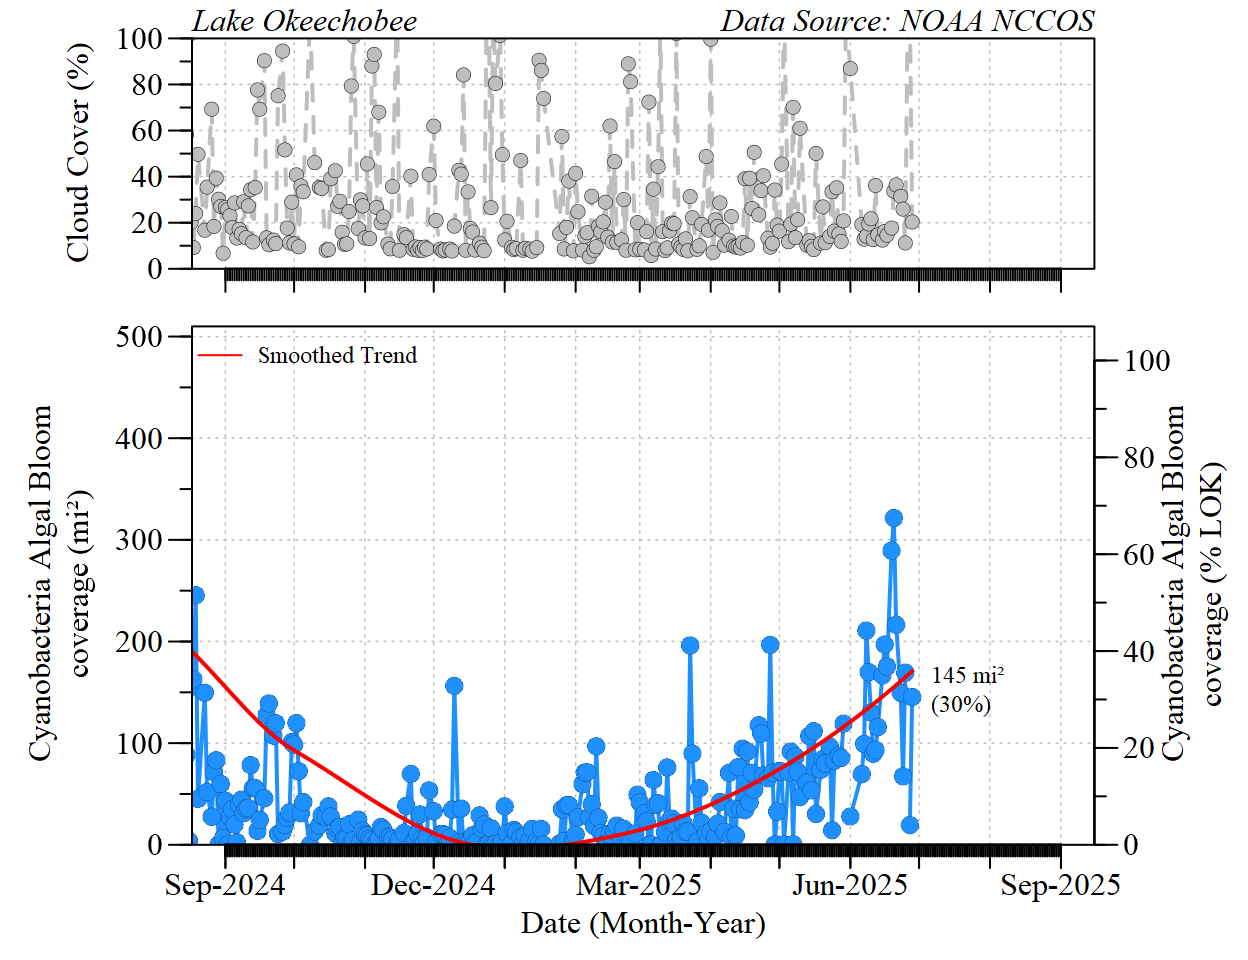 Lake Okeechobee Data Source: NOAA NCCOS
Cloud Cover (%)
100
80
60
40
20
0
Smoothed Trend
Cyanobacteria Algal Bloom
coverage (mi²)
500
400
300
200
100
0
145 mi²
(30%)
100
80
60
40
20
0
Cyanobacteria Algal Bloom
coverage (% LOK)
Sep-2024 Dec-2024 Mar-2025 Jun-2025 Sep-2025
Date (Month-Year)